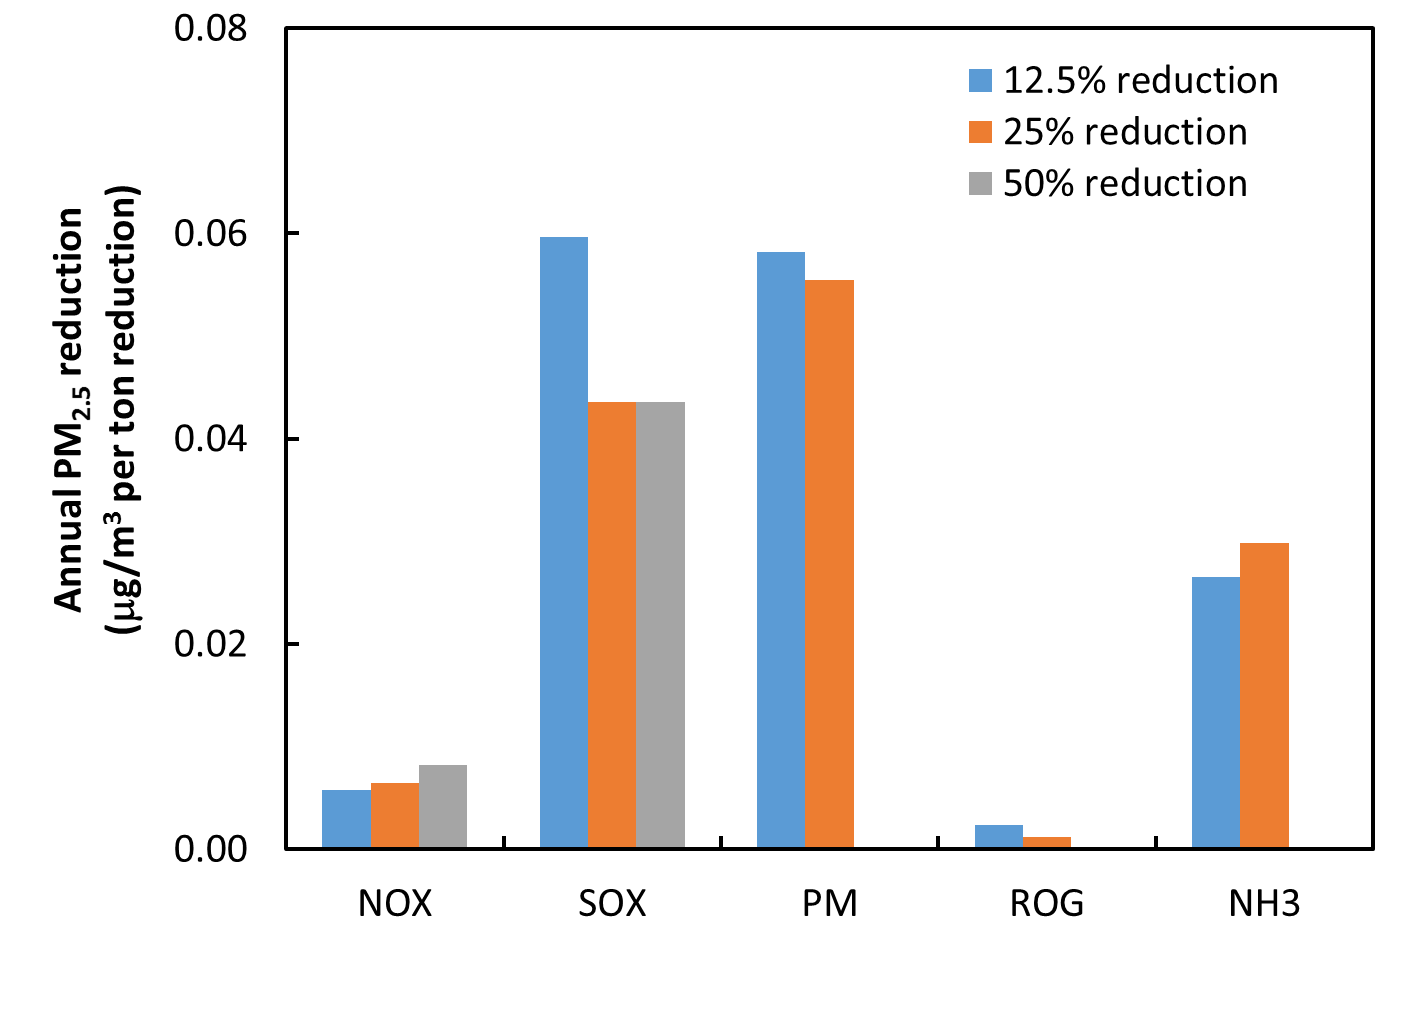 0.08
0.06
0.04
0.02
0.00
Annual PM2.5 reduction
(µg/m³ per ton reduction)
12.5% reduction
25% reduction
50% reduction
NOX SOX PM ROG NH3